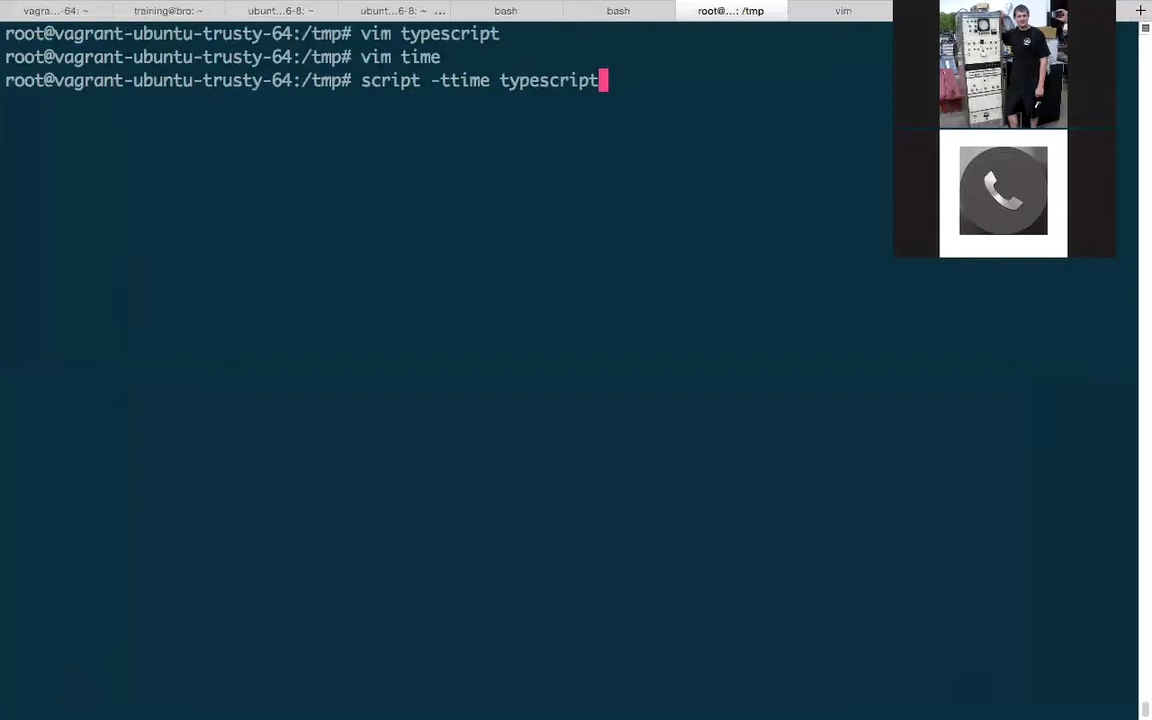 vagra...-64: ~
training@bro: ~
ubunt...6-8: ~
ubunt...6-8: ~ ...
bash
bash
root@...: /tmp
vim
root@vagrant-ubuntu-trusty-64:/tmp# vim typescript
root@vagrant-ubuntu-trusty-64:/tmp# vim time
root@vagrant-ubuntu-trusty-64:/tmp# script -ttime typescript